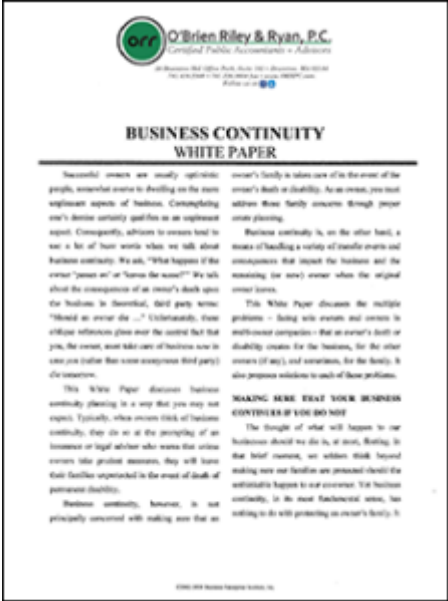 orr
O'Brien Riley & Ryan, P.C.
Certified Public Accountants • Advisors
Follow us at
BUSINESS CONTINUITY
WHITE PAPER
Successful owners are usually optimistic
people, somewhat averse to dwelling on the more
unpleasant aspects of business. Contemplating
one's demise certainly qualifies as an unpleasant
aspect. Consequently, advisors to owners tend to
use a lot of buzz words when we talk about
business continuity. We ask, "What happens if the
owner 'passes on' or 'leaves the scene?'" We talk
about the consequences of an owner's death upon
the business in theoretical, third party terms:
"Should an owner die ..." Unfortunately, these
oblique references gloss over the central fact that
you, the owner, must take care of business now in
case you (rather than some anonymous third party)
die tomorrow.
This White Paper discusses business
continuity planning in a way that you may not
expect. Typically, when owners think of business
continuity, they do so at the prompting of an
insurance or legal advisor who warns that unless
owners take prudent measures, they will leave
their families unprotected in the event of death or
permanent disability.
Business continuity, however, is not
principally concerned with making sure that an
owner's family is taken care of in the event of the
owner's death or disability. As an owner, you must
address those family concerns through proper
estate planning.
Business continuity is, on the other hand, a
means of handling a variety of transfer events and
consequences that impact the business and the
remaining (or new) owner when the original
owner leaves.
This White Paper discusses the multiple
problems – facing sole owners and owners in
multi-owner companies – that an owner's death or
disability creates for the business, for the other
owners (if any), and sometimes, for the family. It
also proposes solutions to each of these problems.
MAKING SURE THAT YOUR BUSINESS
CONTINUES IF YOU DO NOT
The thought of what will happen to our
businesses should we die is, at most, fleeting. In
that brief moment, we seldom think beyond
making sure our families are protected should the
unthinkable happen to our co-owner. Yet business
continuity, in its most fundamental sense, has
nothing to do with protecting an owner's family. It